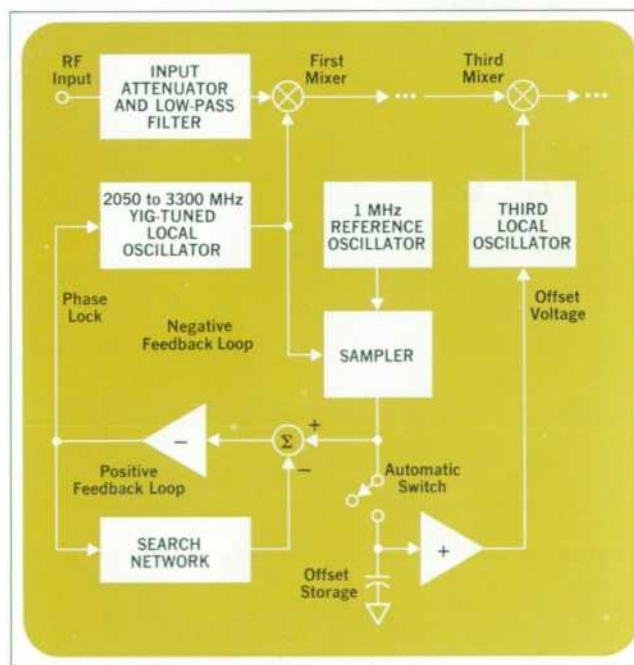 RF
Input
INPUT
ATTENUATOR
AND LOW-PASS
FILTER
First
Mixer
Third
Mixer
2050 to 3300 MHz
YIG-TUNED
LOCAL
OSCILLATOR
1 MHz
REFERENCE
OSCILLATOR
THIRD
LOCAL
OSCILLATOR
Phase
Lock
Negative
Feedback Loop
Offset
Voltage
SAMPLER
−
Σ
+
−
Positive
Feedback Loop
Automatic
Switch
SEARCH
NETWORK
+
Offset
Storage